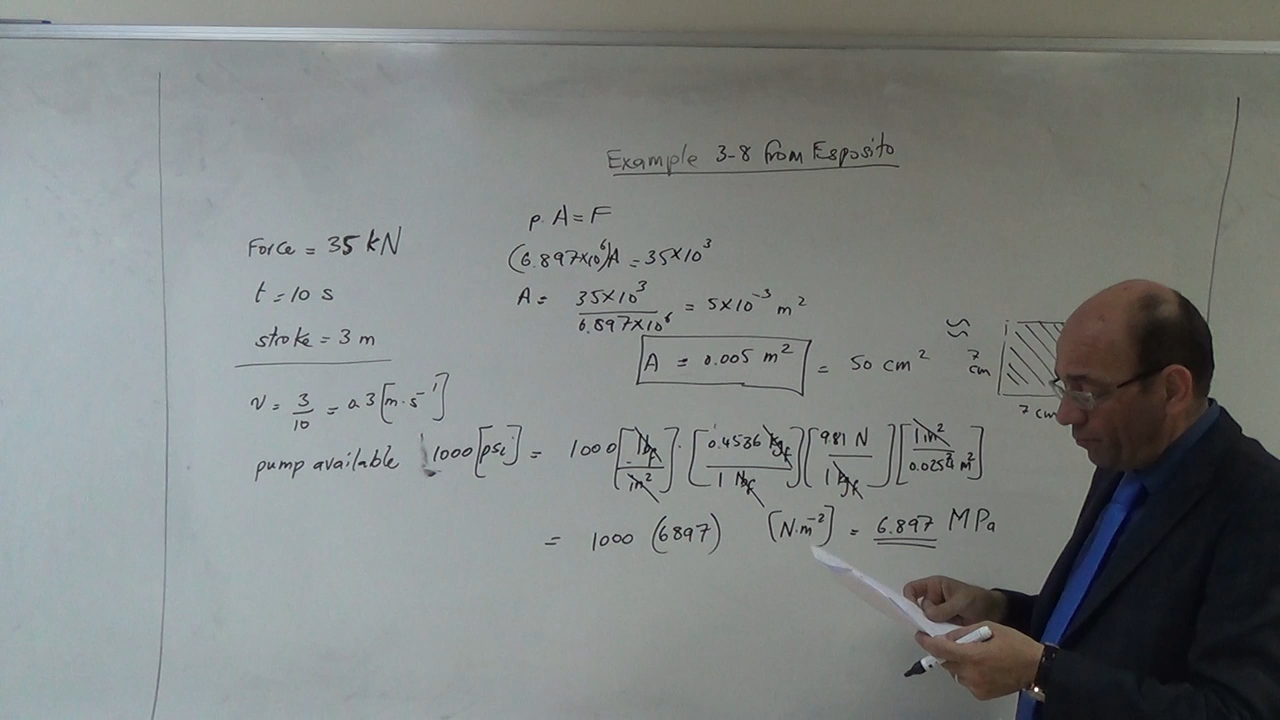 Example 3-8 from Esposito
Force = 35 kN
t = 10 s
stroke = 3 m
v = 3/10 = 0.3 [m·s⁻¹]
p. A = F
(6.897×10⁶)A = 35×10³
A = 35×10³ / 6.897×10⁶ = 5×10⁻³ m²
A = 0.005 m² = 50 cm² ≈ 7 cm
7 cm
pump available 1000 [psi] = 1000 [lbf/in²] · [0.4536 kgf / 1 lbf] [9.81 N / 1 kgf] [1 in² / 0.0254² m²]
= 1000 (6897) [N·m⁻²] = 6.897 MPa